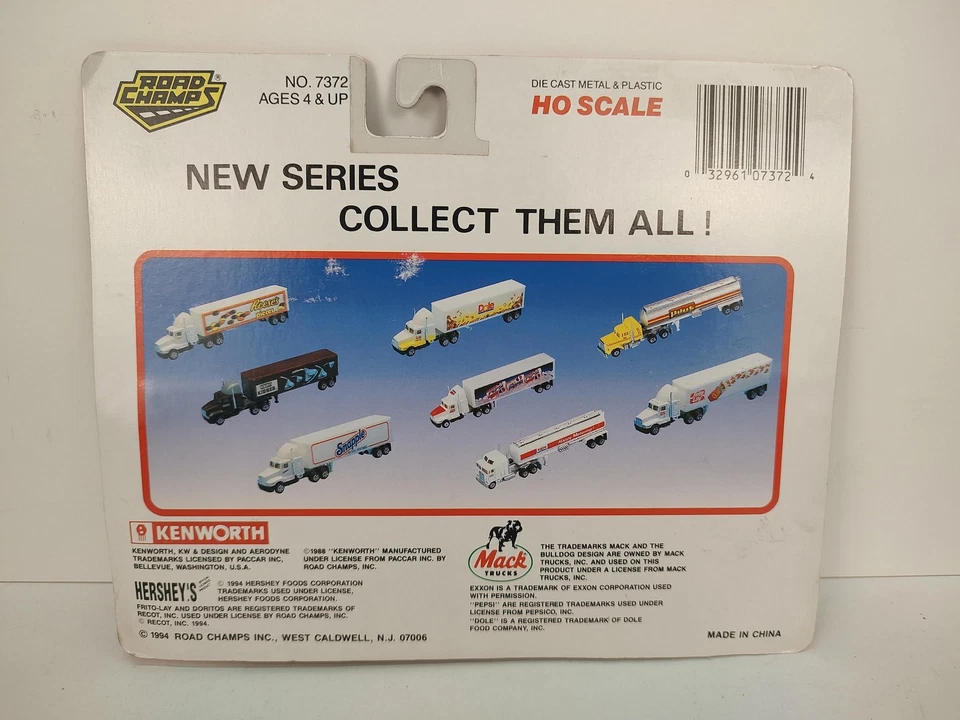 ROAD CHAMPS®
NO. 7372
AGES 4 & UP
DIE CAST METAL & PLASTIC
HO SCALE
0 32961 07372 4
NEW SERIES
COLLECT THEM ALL!
Reese's
Dole
Snapple
KENWORTH
KENWORTH, KW & DESIGN AND AERODYNE
TRADEMARKS LICENSED BY PACCAR INC,
BELLEVUE, WASHINGTON, U.S.A.
©1988 "KENWORTH" MANUFACTURED
UNDER LICENSE FROM PACCAR INC. BY
ROAD CHAMPS, INC.
HERSHEY'S
© 1994 HERSHEY FOODS CORPORATION
TRADEMARKS USED UNDER LICENSE,
HERSHEY FOODS CORPORATION.
FRITO-LAY AND DORITOS ARE REGISTERED TRADEMARKS OF
RECOT, INC. USED UNDER LICENSE BY ROAD CHAMPS, INC.
© RECOT, INC. 1994.
© 1994 ROAD CHAMPS INC., WEST CALDWELL, N.J. 07006
Mack
TRUCKS
THE TRADEMARKS MACK AND THE
BULLDOG DESIGN ARE OWNED BY MACK
TRUCKS, INC. AND USED ON THIS
PRODUCT UNDER A LICENSE FROM MACK
TRUCKS, INC.
EXXON IS A TRADEMARK OF EXXON CORPORATION USED
WITH PERMISSION.
"PEPSI" ARE REGISTERED TRADEMARKS USED UNDER
LICENSE FROM PEPSICO, INC.
"DOLE" IS A REGISTERED TRADEMARK OF DOLE
FOOD COMPANY, INC.
MADE IN CHINA